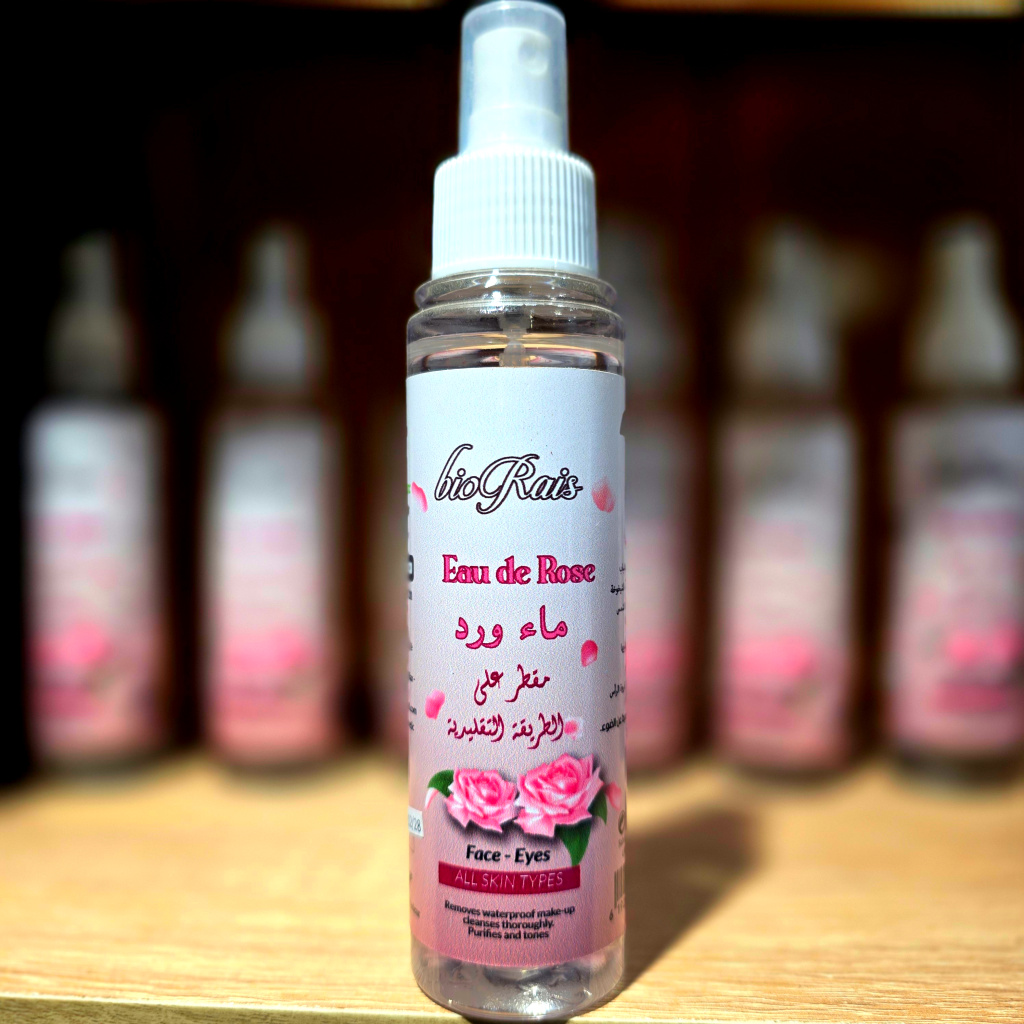 bioRais
Eau de Rose
ماء ورد
مقطر على
الطريقة التقليدية
Face - Eyes
ALL SKIN TYPES
Removes waterproof make-up
cleanses thoroughly.
Purifies and tones